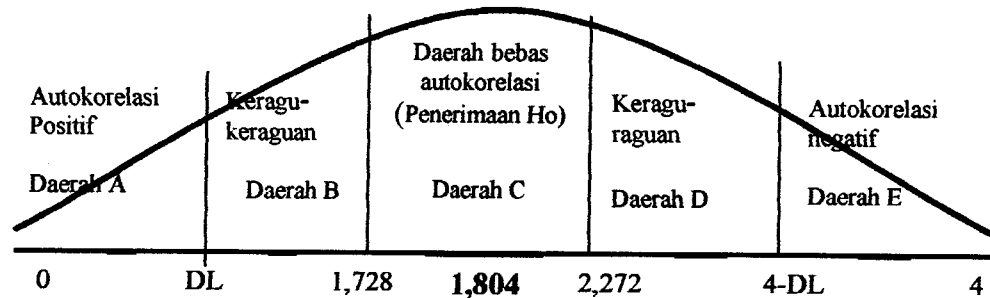 Daerah bebas
autokorelasi
(Penerimaan Ho)
Autokorelasi
Positif
Keragu-
keraguan
Keragu-
raguan
Autokorelasi
negatif
Daerah A
Daerah B
Daerah C
Daerah D
Daerah E
0 DL 1,728 1,804 2,272 4-DL 4